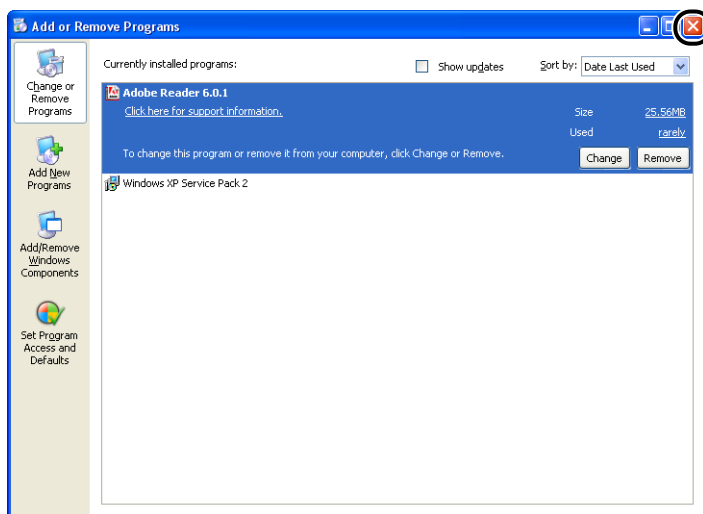 Add or Remove Programs
Change or
Remove
Programs
Add New
Programs
Add/Remove
Windows
Components
Set Program
Access and
Defaults
Currently installed programs:
Show updates
Sort by: Date Last Used
Adobe Reader 6.0.1
Click here for support information.
Size 25.56MB
Used rarely
To change this program or remove it from your computer, click Change or Remove.
Change Remove
Windows XP Service Pack 2